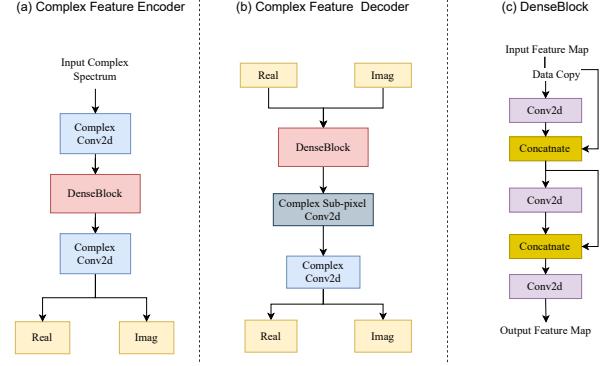 (a) Complex Feature Encoder
Input Complex
Spectrum
Complex
Conv2d
DenseBlock
Complex
Conv2d
Real
Imag
(b) Complex Feature Decoder
Real
Imag
DenseBlock
Complex Sub-pixel
Conv2d
Complex
Conv2d
Real
Imag
(c) DenseBlock
Input Feature Map
Data Copy
Conv2d
Concatnate
Conv2d
Concatnate
Conv2d
Output Feature Map